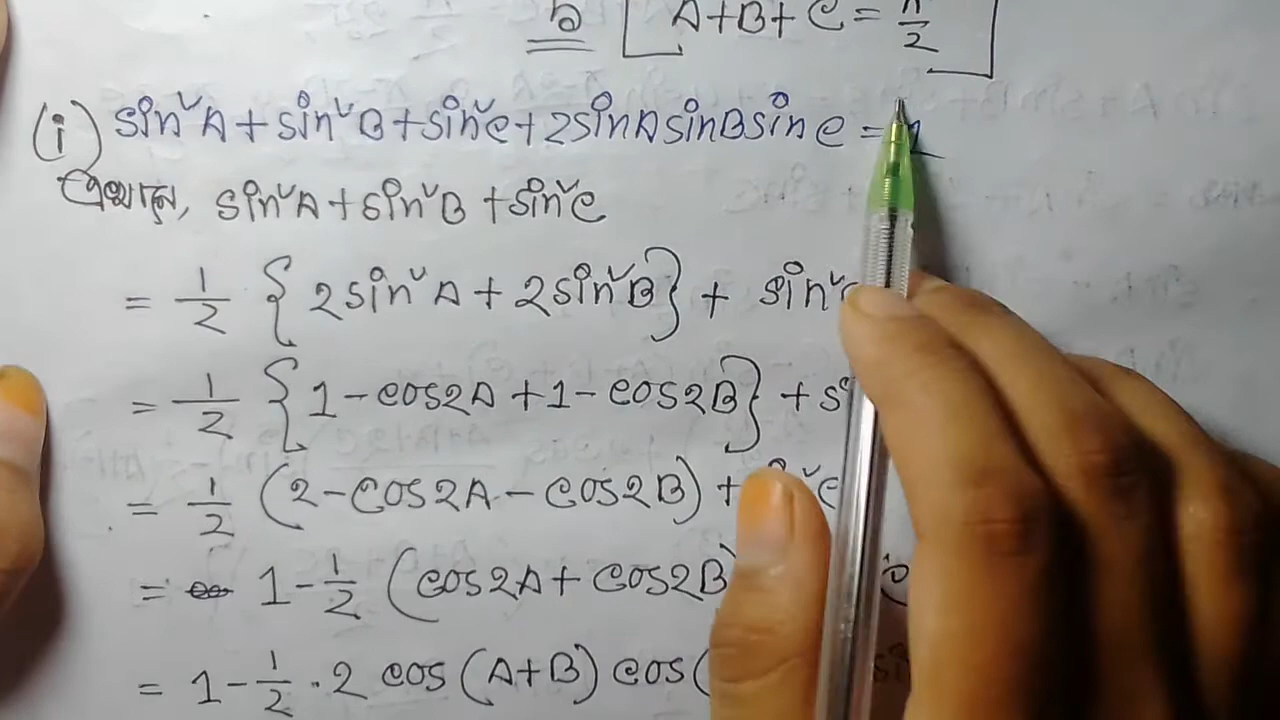 ৯ [A+B+C = π/2]
(i) sin²A + sin²B + sin²C + 2sinA sinB sinC = 1
এখানে, sin²A + sin²B + sin²C
= 1/2 {2sin²A + 2sin²B} + sin²C
= 1/2 {1 - cos2A + 1 - cos2B} + s
= 1/2 (2 - cos2A - cos2B) + sin²C
= 1 - 1/2 (cos2A + cos2B)
= 1 - 1/2 . 2 cos(A+B) cos(